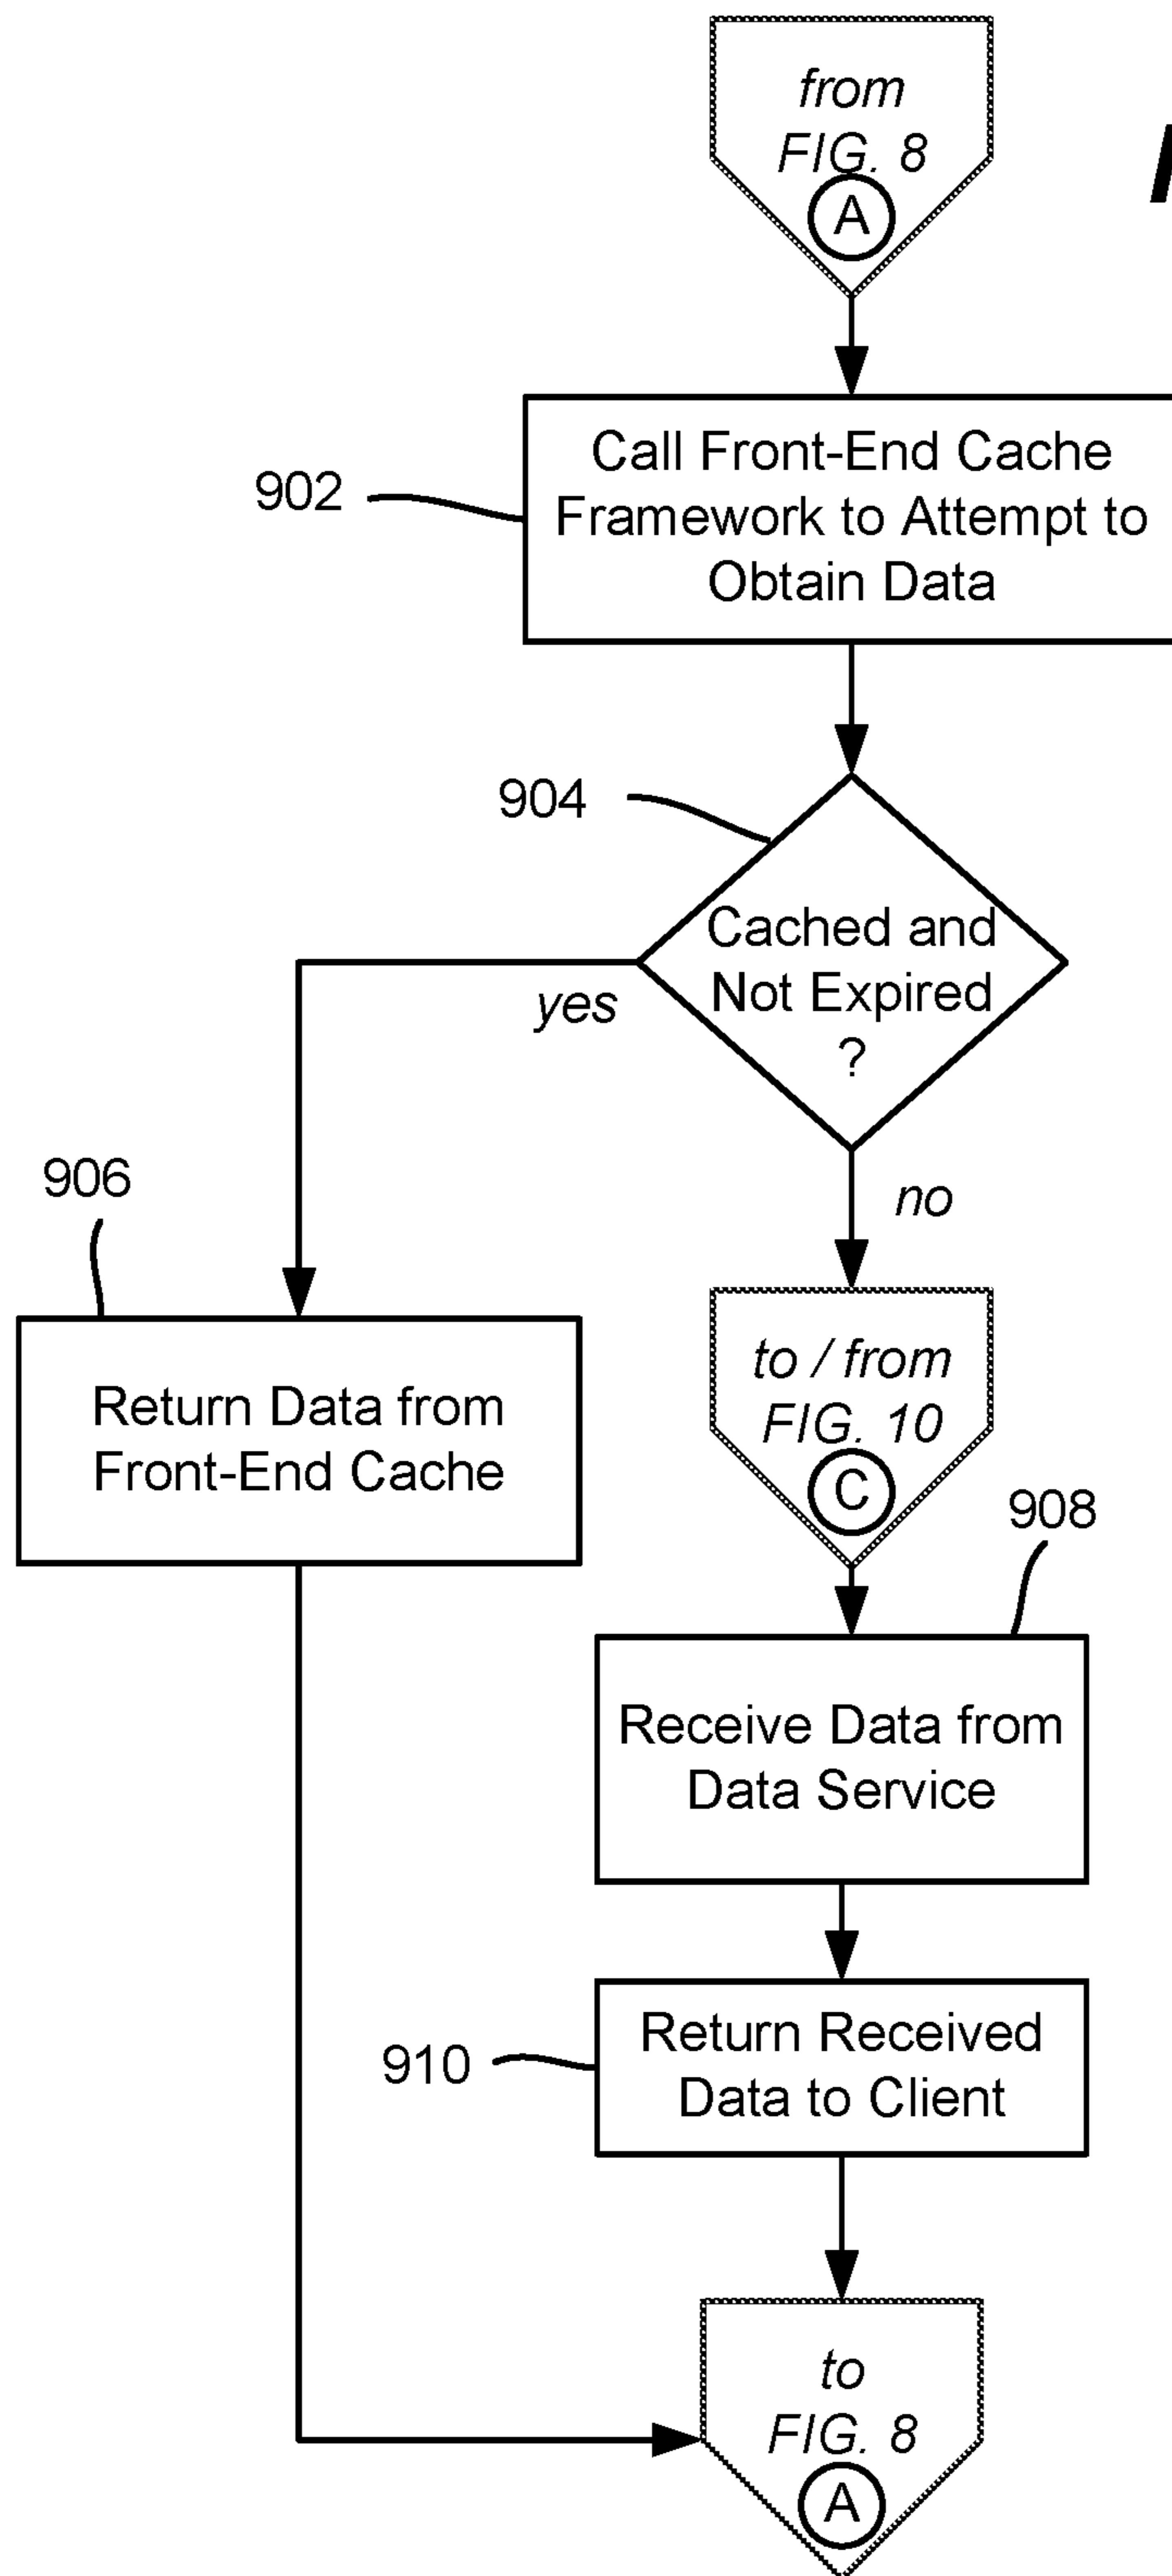 from
FIG. 8
A
902
Call Front-End Cache
Framework to Attempt to
Obtain Data
904
Cached and
Not Expired
?
yes
no
906
Return Data from
Front-End Cache
to / from
FIG. 10
C
908
Receive Data from
Data Service
910
Return Received
Data to Client
to
FIG. 8
A